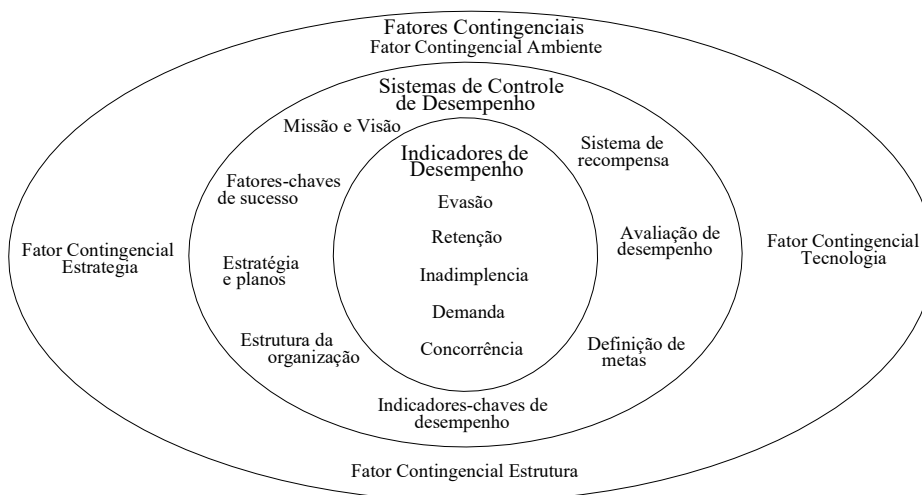 Fatores Contingenciais
Fator Contingencial Ambiente
Sistemas de Controle
de Desempenho
Missão e Visão
Sistema de
recompensa
Indicadores de
Desempenho
Fatores-chaves
de sucesso
Evasão
Retenção
Avaliação de
desempenho
Fator Contingencial
Estrategia
Fator Contingencial
Tecnologia
Estratégia
e planos
Inadimplencia
Demanda
Estrutura da
organização
Definição de
metas
Concorrência
Indicadores-chaves de
desempenho
Fator Contingencial Estrutura